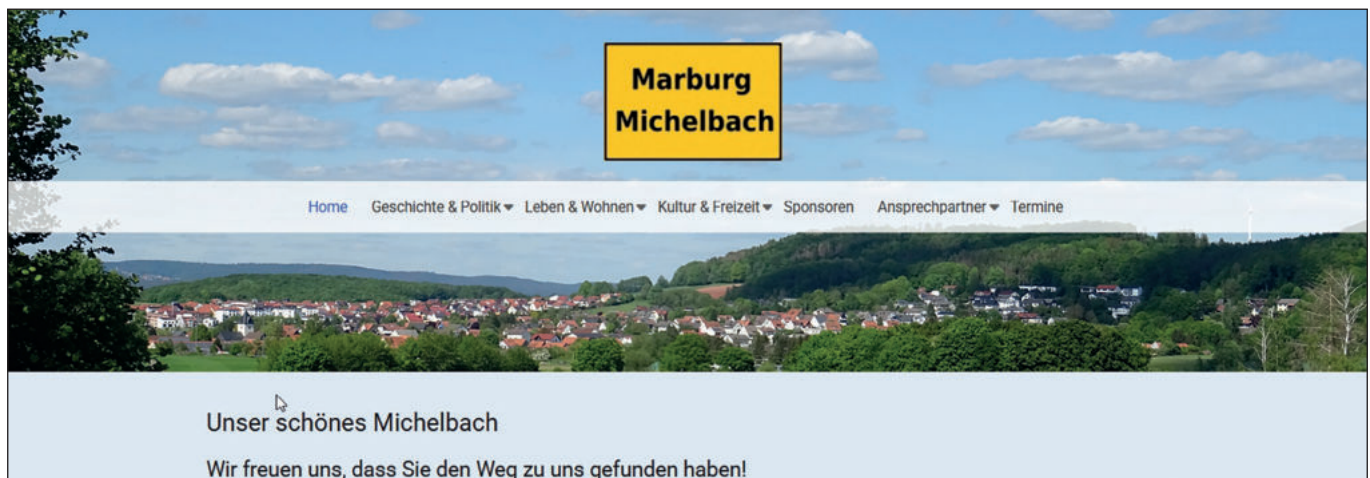 Marburg
Michelbach
Home Geschichte & Politik Leben & Wohnen Kultur & Freizeit Sponsoren Ansprechpartner Termine
Unser schönes Michelbach
Wir freuen uns, dass Sie den Weg zu uns gefunden haben!